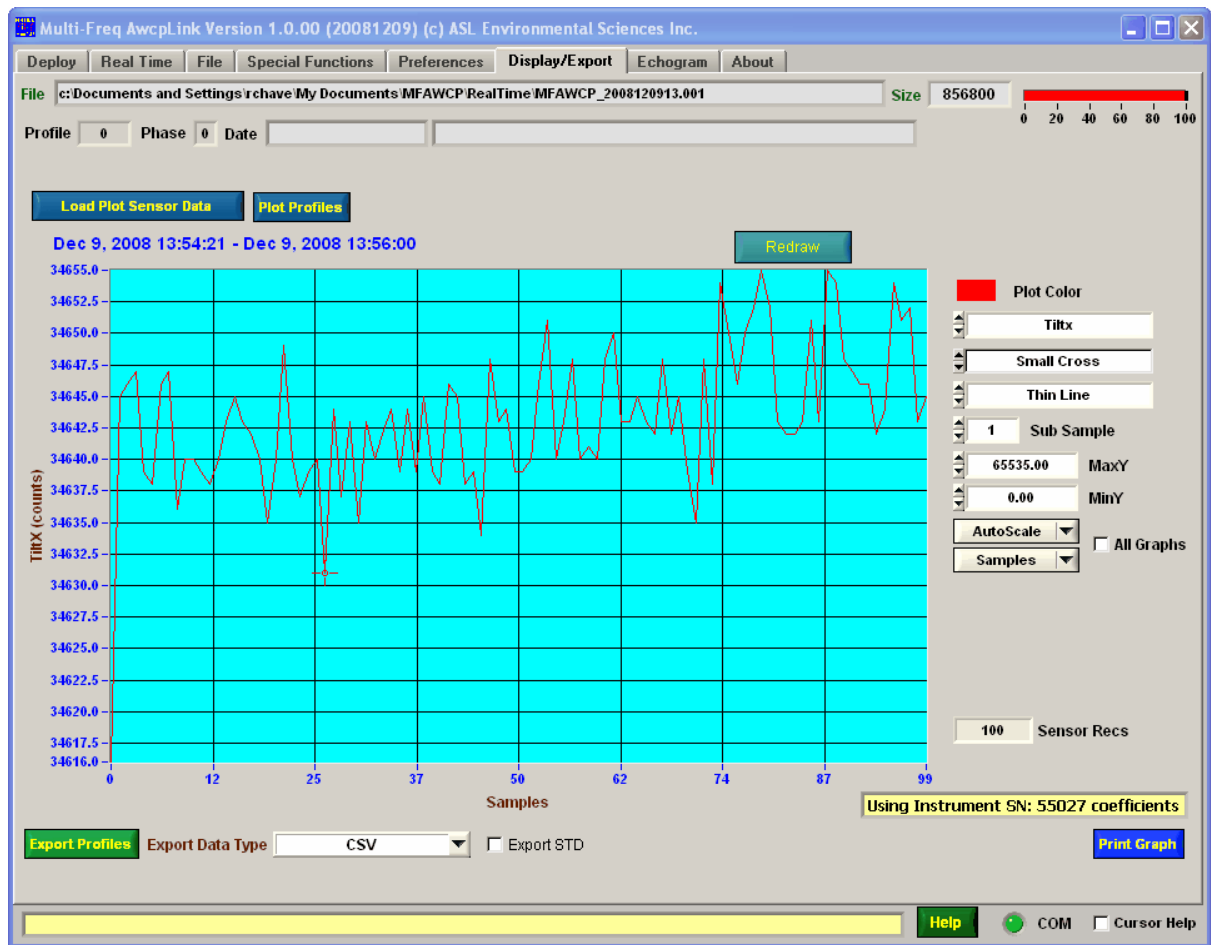 Multi-Freq AwcpLink Version 1.0.00 (20081209) (c) ASL Environmental Sciences Inc.
Deploy Real Time File Special Functions Preferences Display/Export Echogram About
File c:\Documents and Settings\rchave\My Documents\MFAWCP\RealTime\MFAWCP_2008120913.001 Size 856800
0 20 40 60 80 100
Profile 0 Phase 0 Date
Load Plot Sensor Data Plot Profiles
Dec 9, 2008 13:54:21 - Dec 9, 2008 13:56:00
Redraw
34655.0
34652.5
34650.0
34647.5
34645.0
34642.5
34640.0
34637.5
34635.0
34632.5
34630.0
34627.5
34625.0
34622.5
34620.0
34617.5
34616.0
TiltX (counts)
0 12 25 37 50 62 74 87 99
Samples
Plot Color
Tiltx
Small Cross
Thin Line
1 Sub Sample
65535.00 MaxY
0.00 MinY
AutoScale
All Graphs
Samples
100 Sensor Recs
Using Instrument SN: 55027 coefficients
Export Profiles Export Data Type CSV Export STD
Print Graph
Help COM Cursor Help